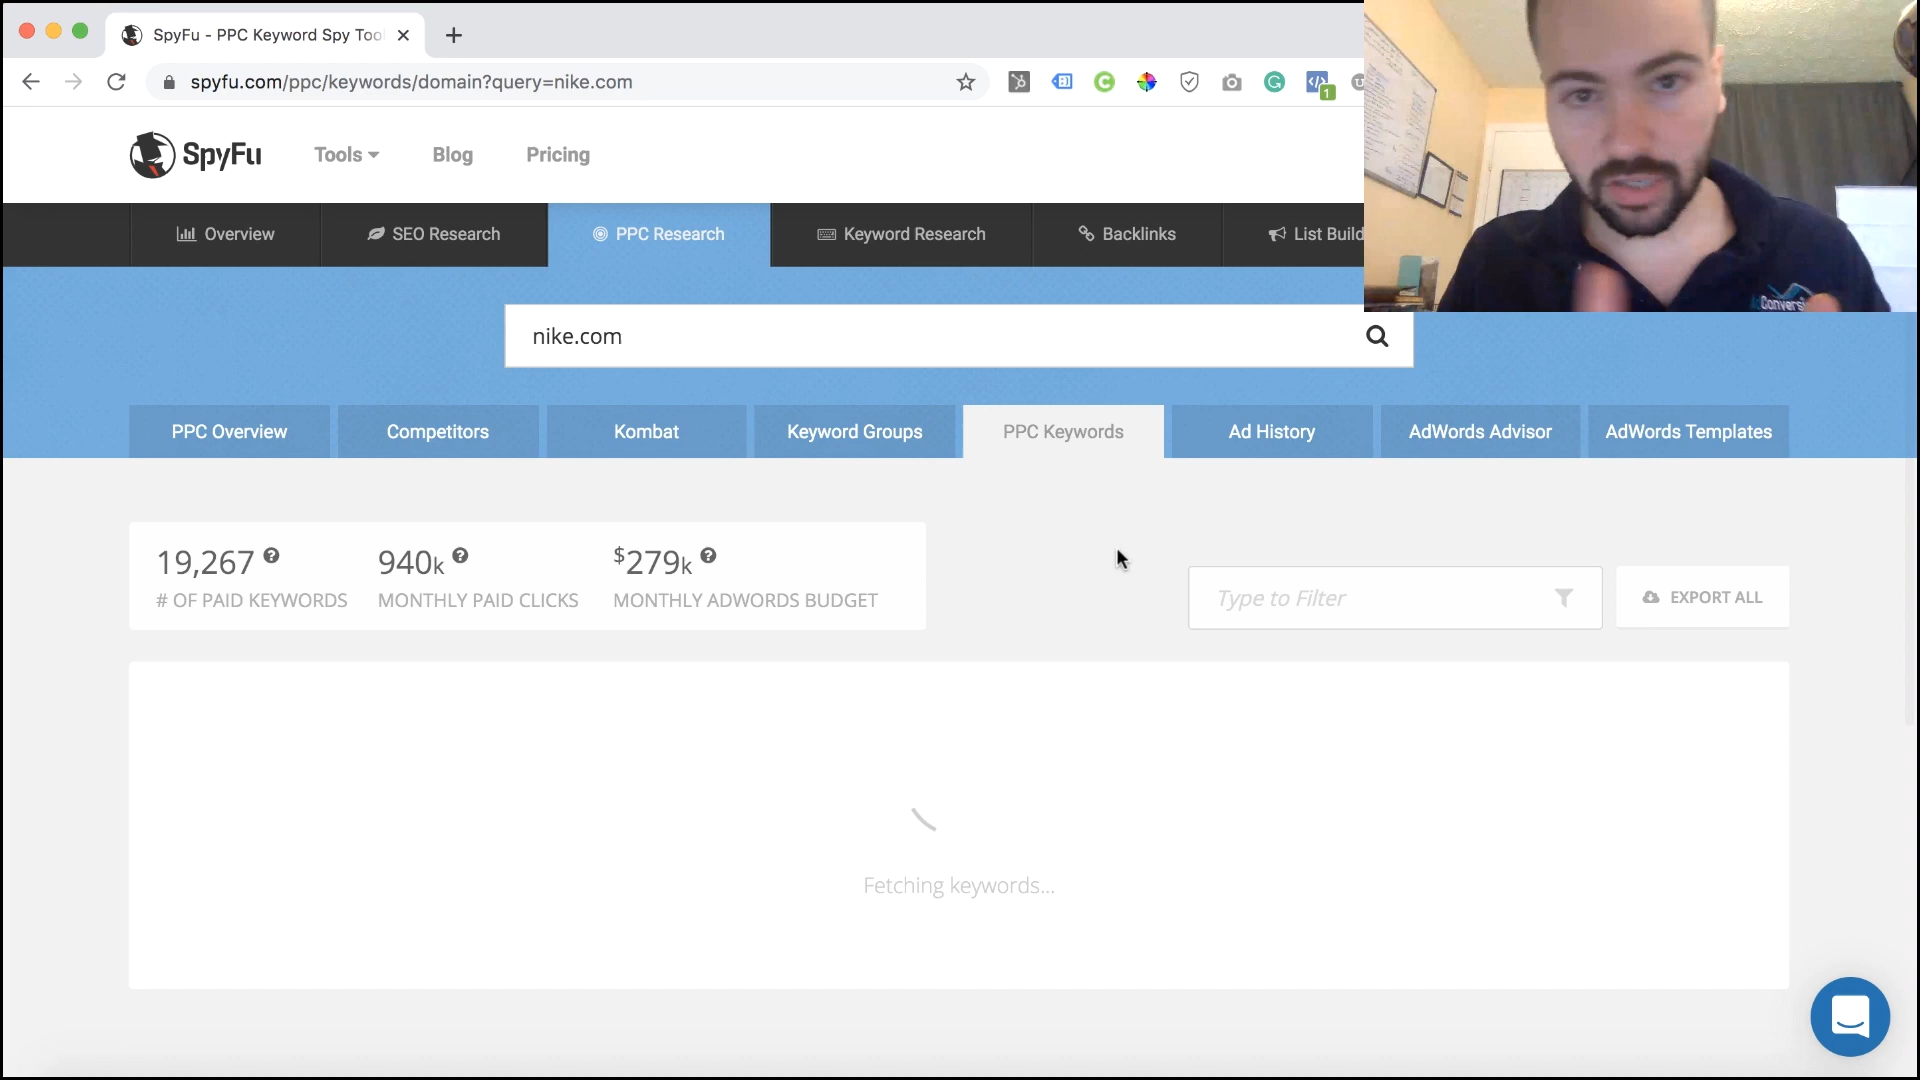 SpyFu - PPC Keyword Spy Tool
spyfu.com/ppc/keywords/domain?query=nike.com
1
SpyFu Tools Blog Pricing
Overview SEO Research PPC Research Keyword Research Backlinks List Build
nike.com
PPC Overview Competitors Kombat Keyword Groups PPC Keywords Ad History AdWords Advisor AdWords Templates
19,267 940k $279k
# OF PAID KEYWORDS MONTHLY PAID CLICKS MONTHLY ADWORDS BUDGET
Type to Filter EXPORT ALL
Fetching keywords...